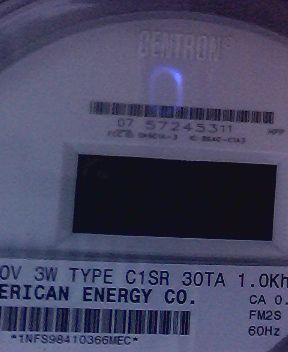 CENTRON®
07 57245311
0V 3W TYPE C1SR 30TA 1.0Kh
ERICAN ENERGY CO. CA 0.
FM2S
60Hz
*1NFS98410366MEC*